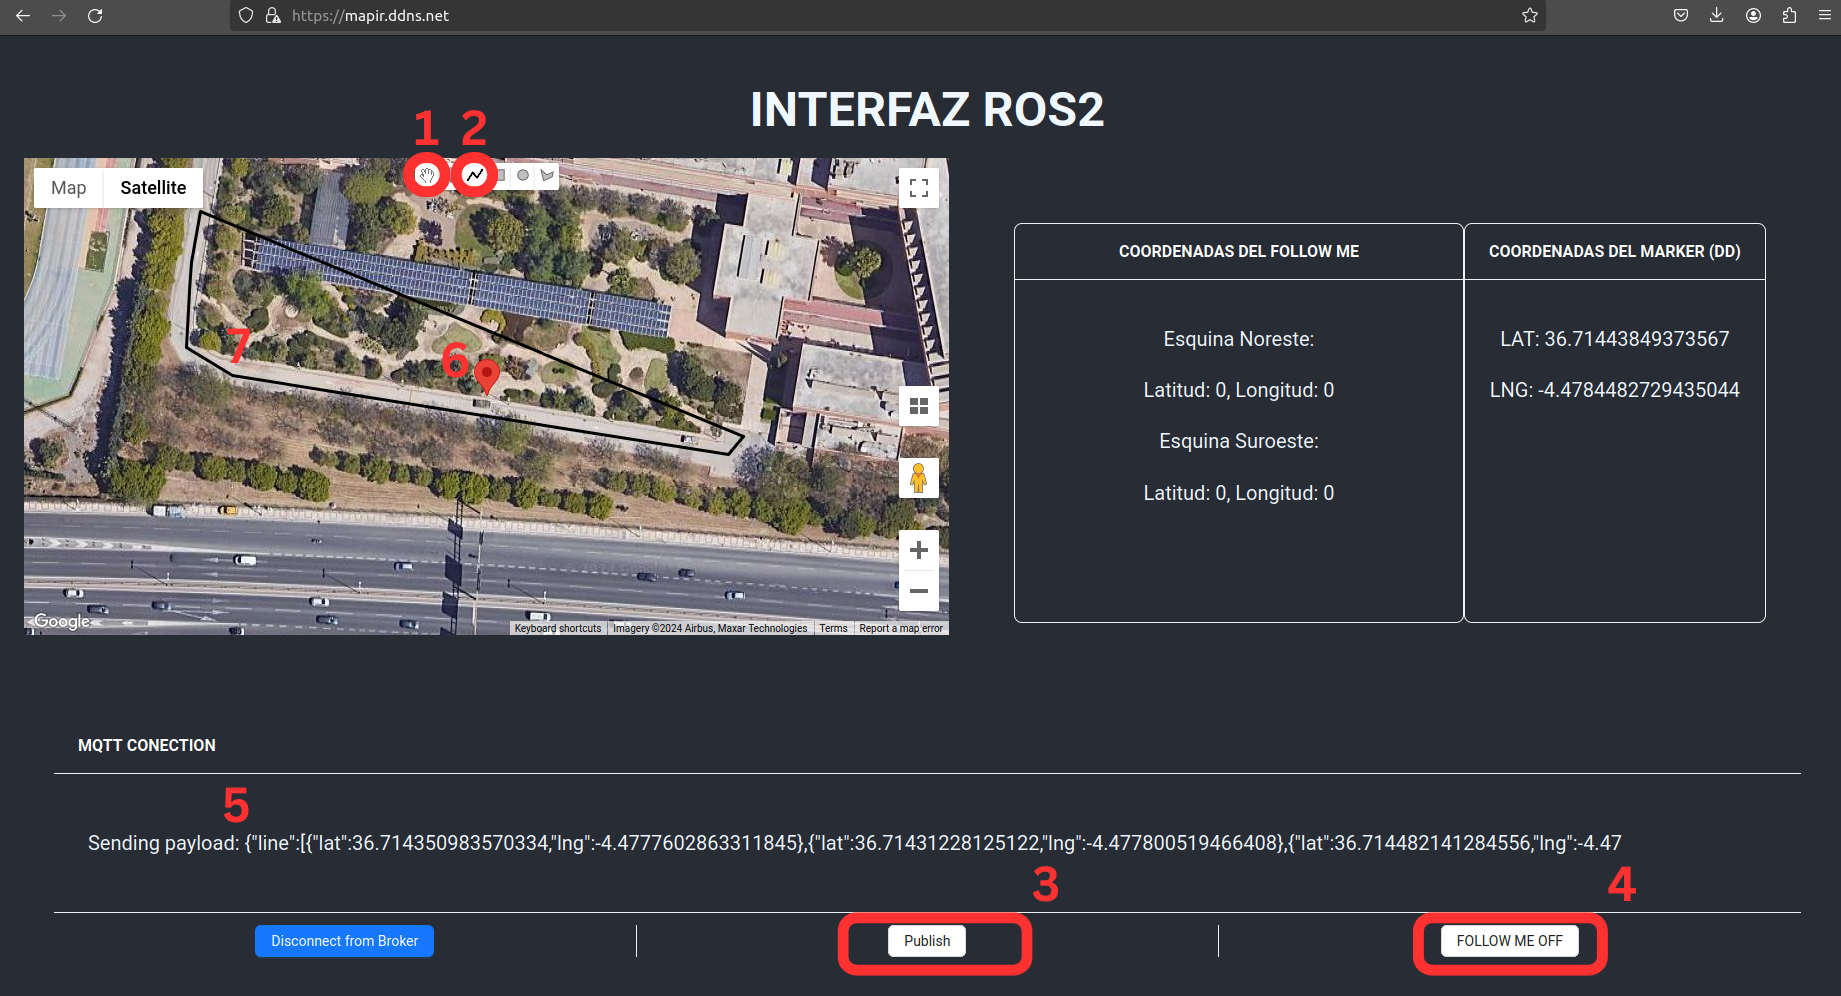 https://mapir.ddns.net
INTERFAZ ROS2
1 2
Map Satellite
7
6
Google
Keyboard shortcuts Imagery ©2024 Airbus, Maxar Technologies Terms Report a map error
COORDENADAS DEL FOLLOW ME
Esquina Noreste:
Latitud: 0, Longitud: 0
Esquina Suroeste:
Latitud: 0, Longitud: 0
COORDENADAS DEL MARKER (DD)
LAT: 36.71443849373567
LNG: -4.4784482729435044
MQTT CONECTION
5
Sending payload: {"line":[{"lat":36.714350983570334,"lng":-4.4777602863311845},{"lat":36.71431228125122,"lng":-4.477800519466408},{"lat":36.714482141284556,"lng":-4.47
3
4
Disconnect from Broker
Publish
FOLLOW ME OFF